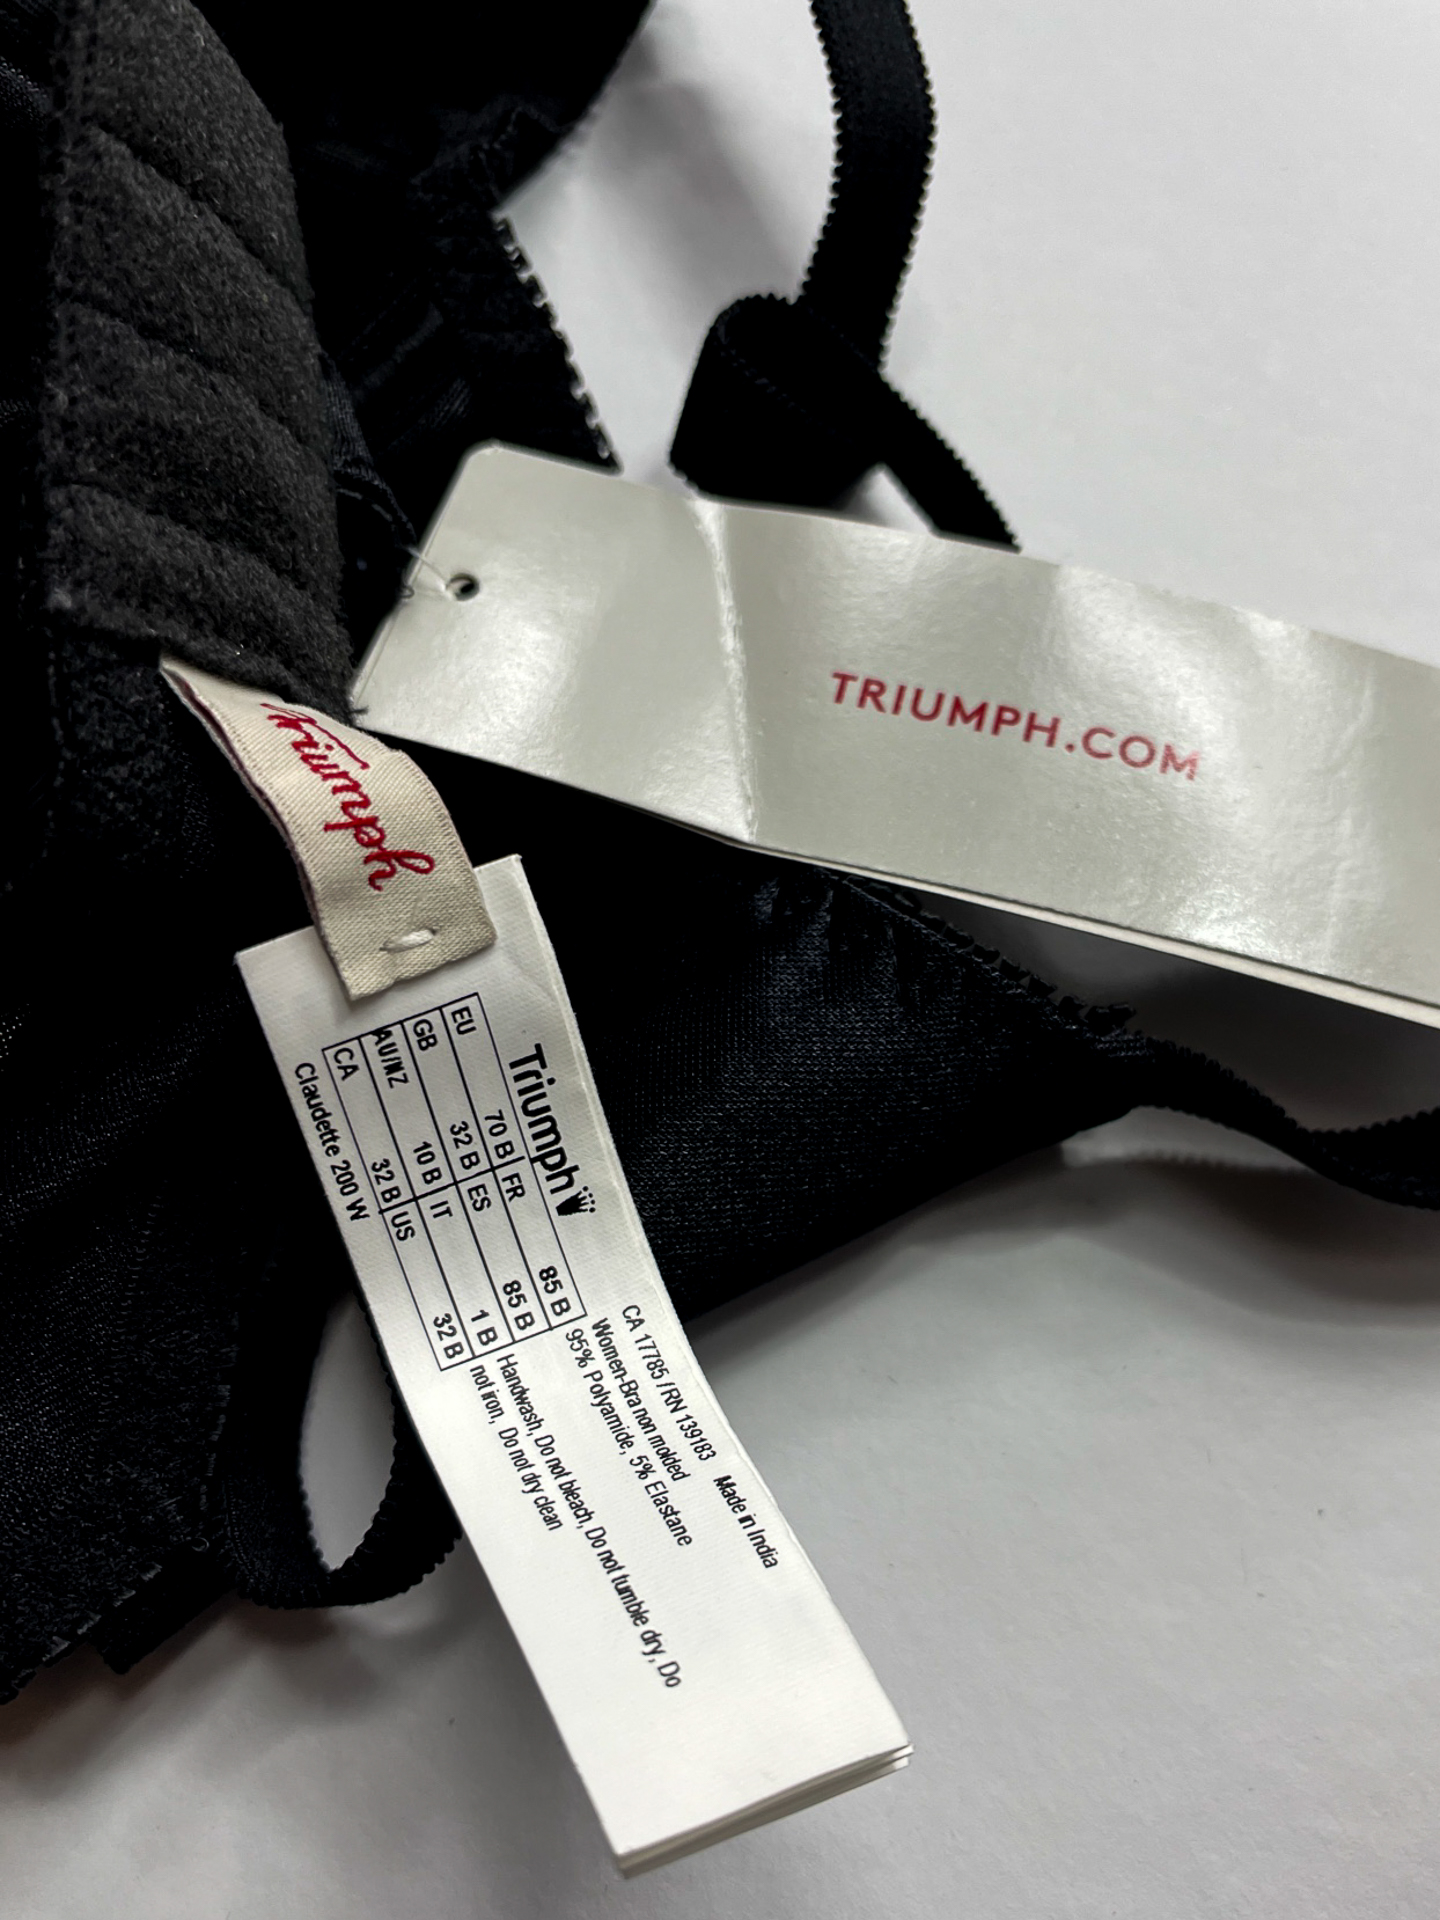 TRIUMPH.COM
Triumph
Triumph
EU 70 B FR 85 B
GB 32 B ES 85 B
AU/NZ 10 B IT 1 B
CA 32 B US 32 B
Claudette 200 W
CA 17785 / RN 139183 Made in India
Women-Bra non molded
95% Polyamide, 5% Elastane
Handwash, Do not bleach, Do not tumble dry, Do
not iron, Do not dry clean